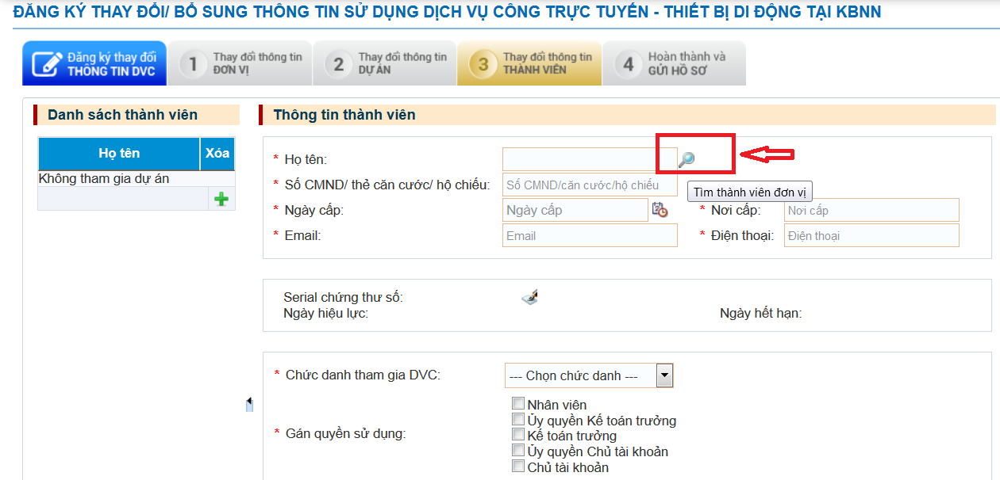 ĐĂNG KÝ THAY ĐỔI/ BỔ SUNG THÔNG TIN SỬ DỤNG DỊCH VỤ CÔNG TRỰC TUYẾN - THIẾT BỊ DI ĐỘNG TẠI KBNN
Đăng ký thay đổi
THÔNG TIN DVC
1 Thay đổi thông tin
ĐƠN VỊ
2 Thay đổi thông tin
DỰ ÁN
3 Thay đổi thông tin
THÀNH VIÊN
4 Hoàn thành và
GỬI HỒ SƠ
Danh sách thành viên
Họ tên Xóa
Không tham gia dự án
Thông tin thành viên
* Họ tên:
* Số CMND/ thẻ căn cước/ hộ chiếu: Số CMND/căn cước/hộ chiếu
Tìm thành viên đơn vị
* Ngày cấp: Ngày cấp * Nơi cấp: Nơi cấp
* Email: Email * Điện thoại: Điện thoại
Serial chứng thư số:
Ngày hiệu lực: Ngày hết hạn:
* Chức danh tham gia DVC: --- Chọn chức danh ---
* Gán quyền sử dụng:
Nhân viên
Ủy quyền Kế toán trưởng
Kế toán trưởng
Ủy quyền Chủ tài khoản
Chủ tài khoản